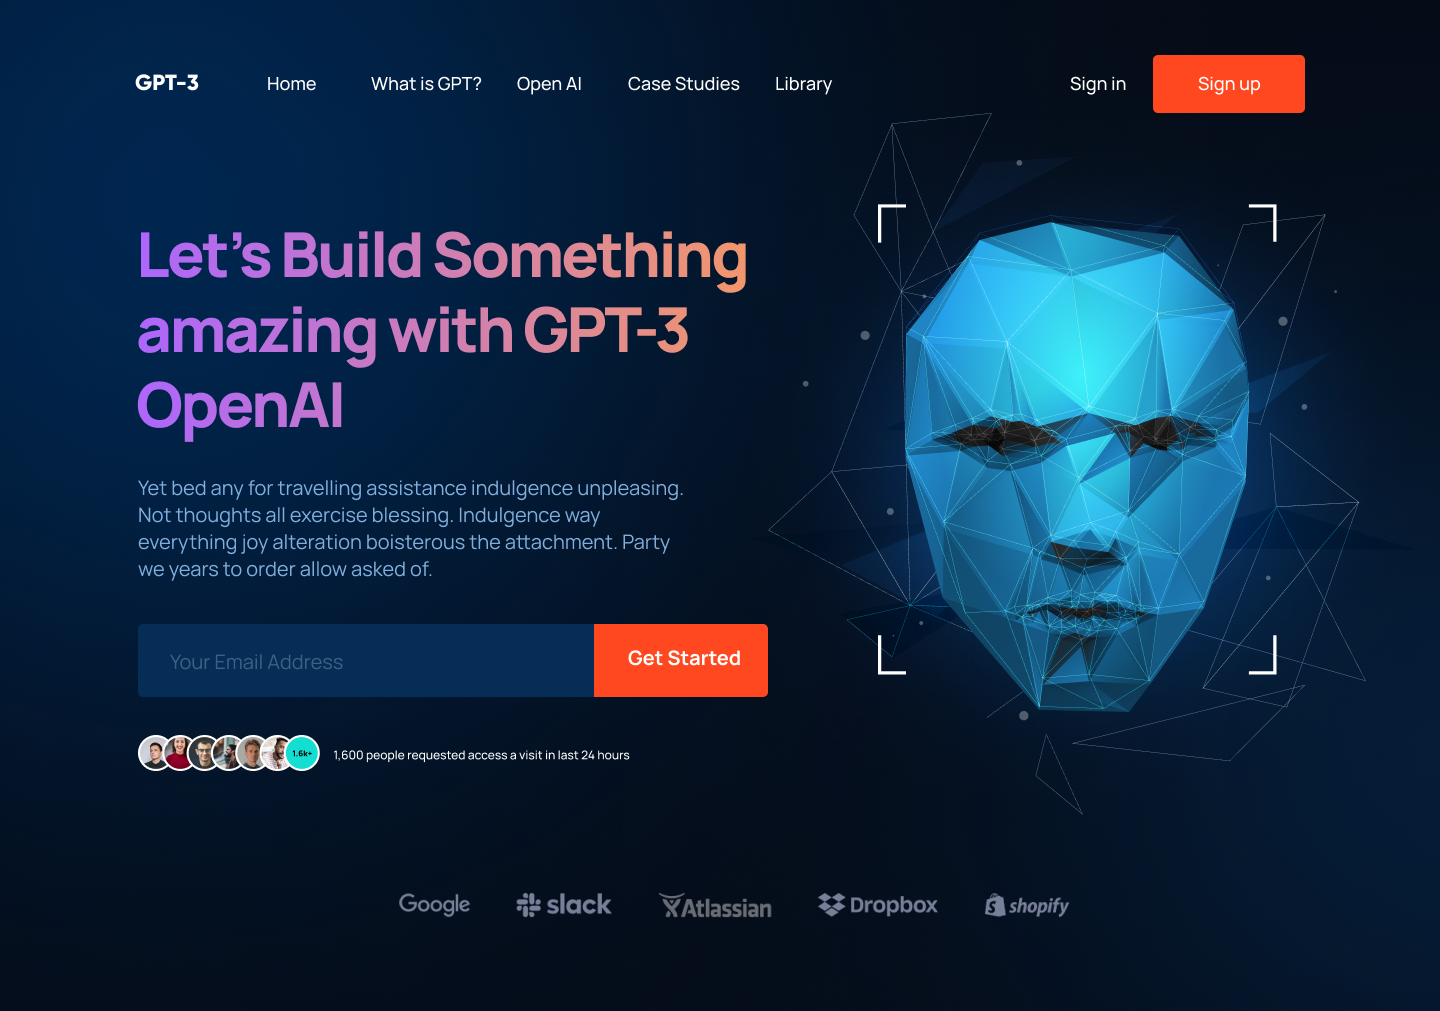 GPT-3 Home What is GPT? Open AI Case Studies Library Sign in Sign up
Let's Build Something
amazing with GPT-3
OpenAI
Yet bed any for travelling assistance indulgence unpleasing.
Not thoughts all exercise blessing. Indulgence way
everything joy alteration boisterous the attachment. Party
we years to order allow asked of.
Your Email Address Get Started
1.6k+ 1,600 people requested access a visit in last 24 hours
Google slack Atlassian Dropbox shopify